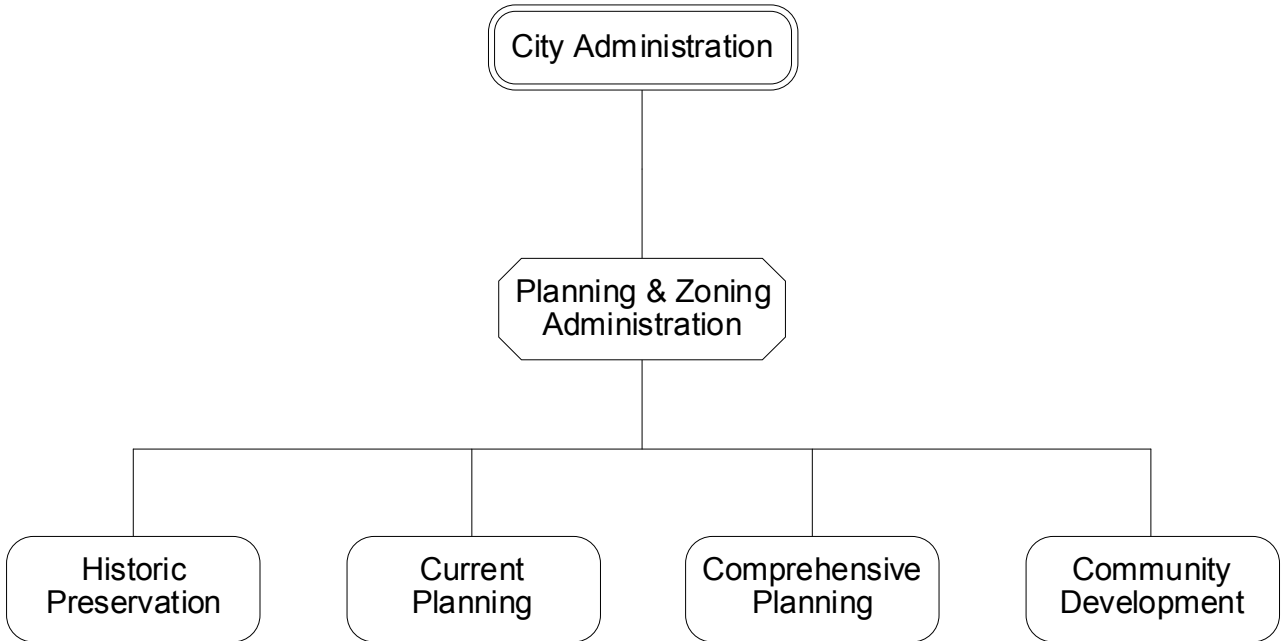 City Administration
Planning & Zoning
Administration
Historic
Preservation
Current
Planning
Comprehensive
Planning
Community
Development